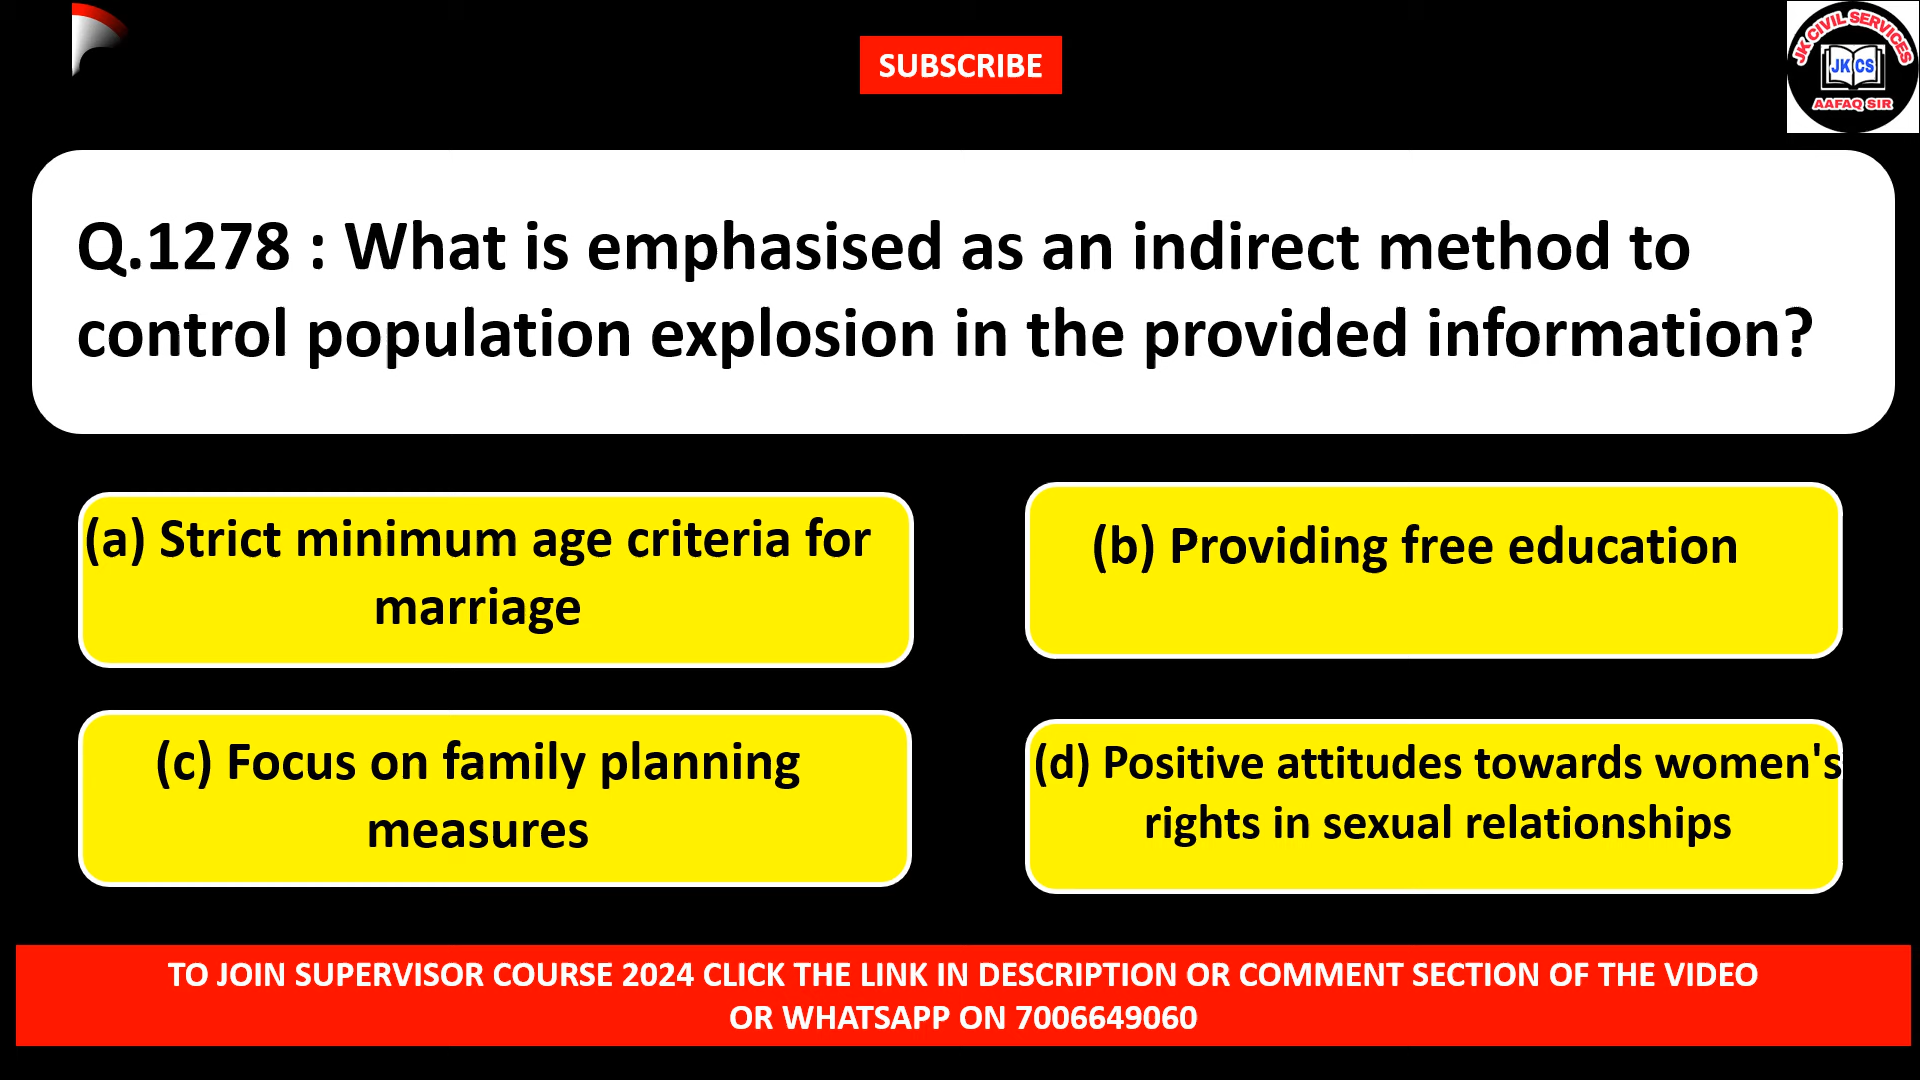 SUBSCRIBE
JK CIVIL SERVICES
JK CS
AAFAQ SIR
Q.1278 : What is emphasised as an indirect method to
control population explosion in the provided information?
(a) Strict minimum age criteria for
marriage
(b) Providing free education
(c) Focus on family planning
measures
(d) Positive attitudes towards women's
rights in sexual relationships
TO JOIN SUPERVISOR COURSE 2024 CLICK THE LINK IN DESCRIPTION OR COMMENT SECTION OF THE VIDEO
OR WHATSAPP ON 7006649060